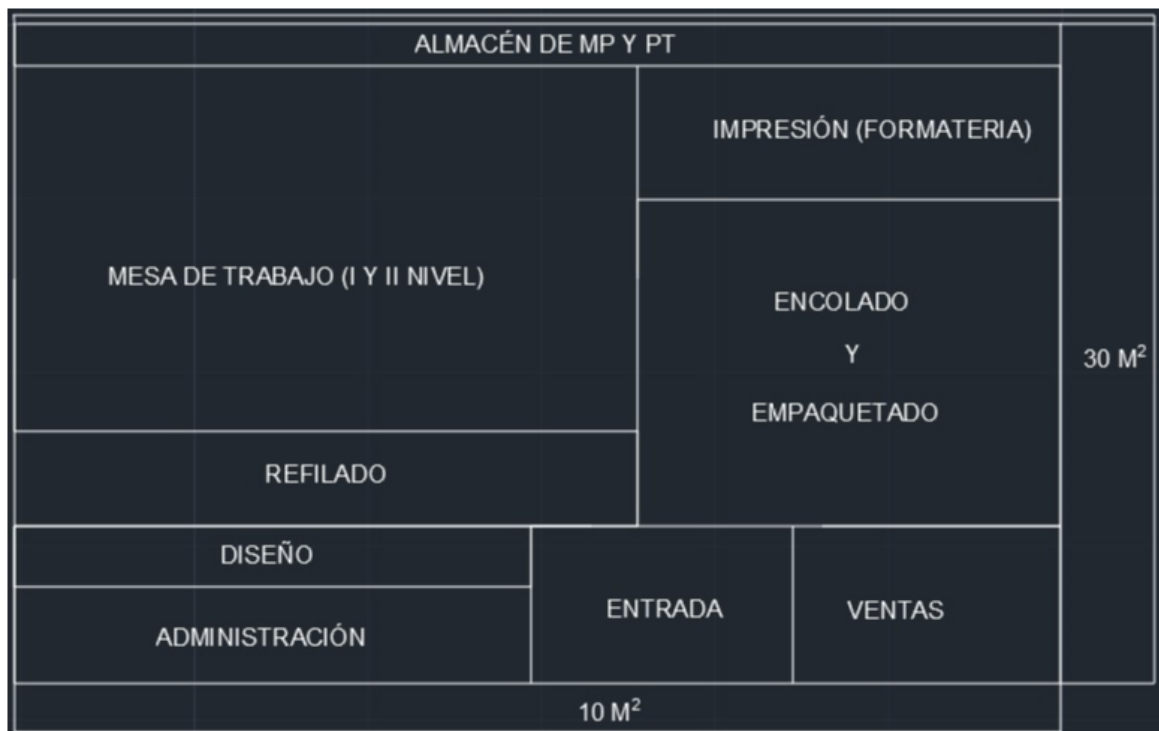 ALMACÉN DE MP Y PT
IMPRESIÓN (FORMATERIA)
MESA DE TRABAJO (I Y II NIVEL)
ENCOLADO
Y
EMPAQUETADO
30 M²
REFILADO
DISEÑO
ADMINISTRACIÓN
ENTRADA
VENTAS
10 M²